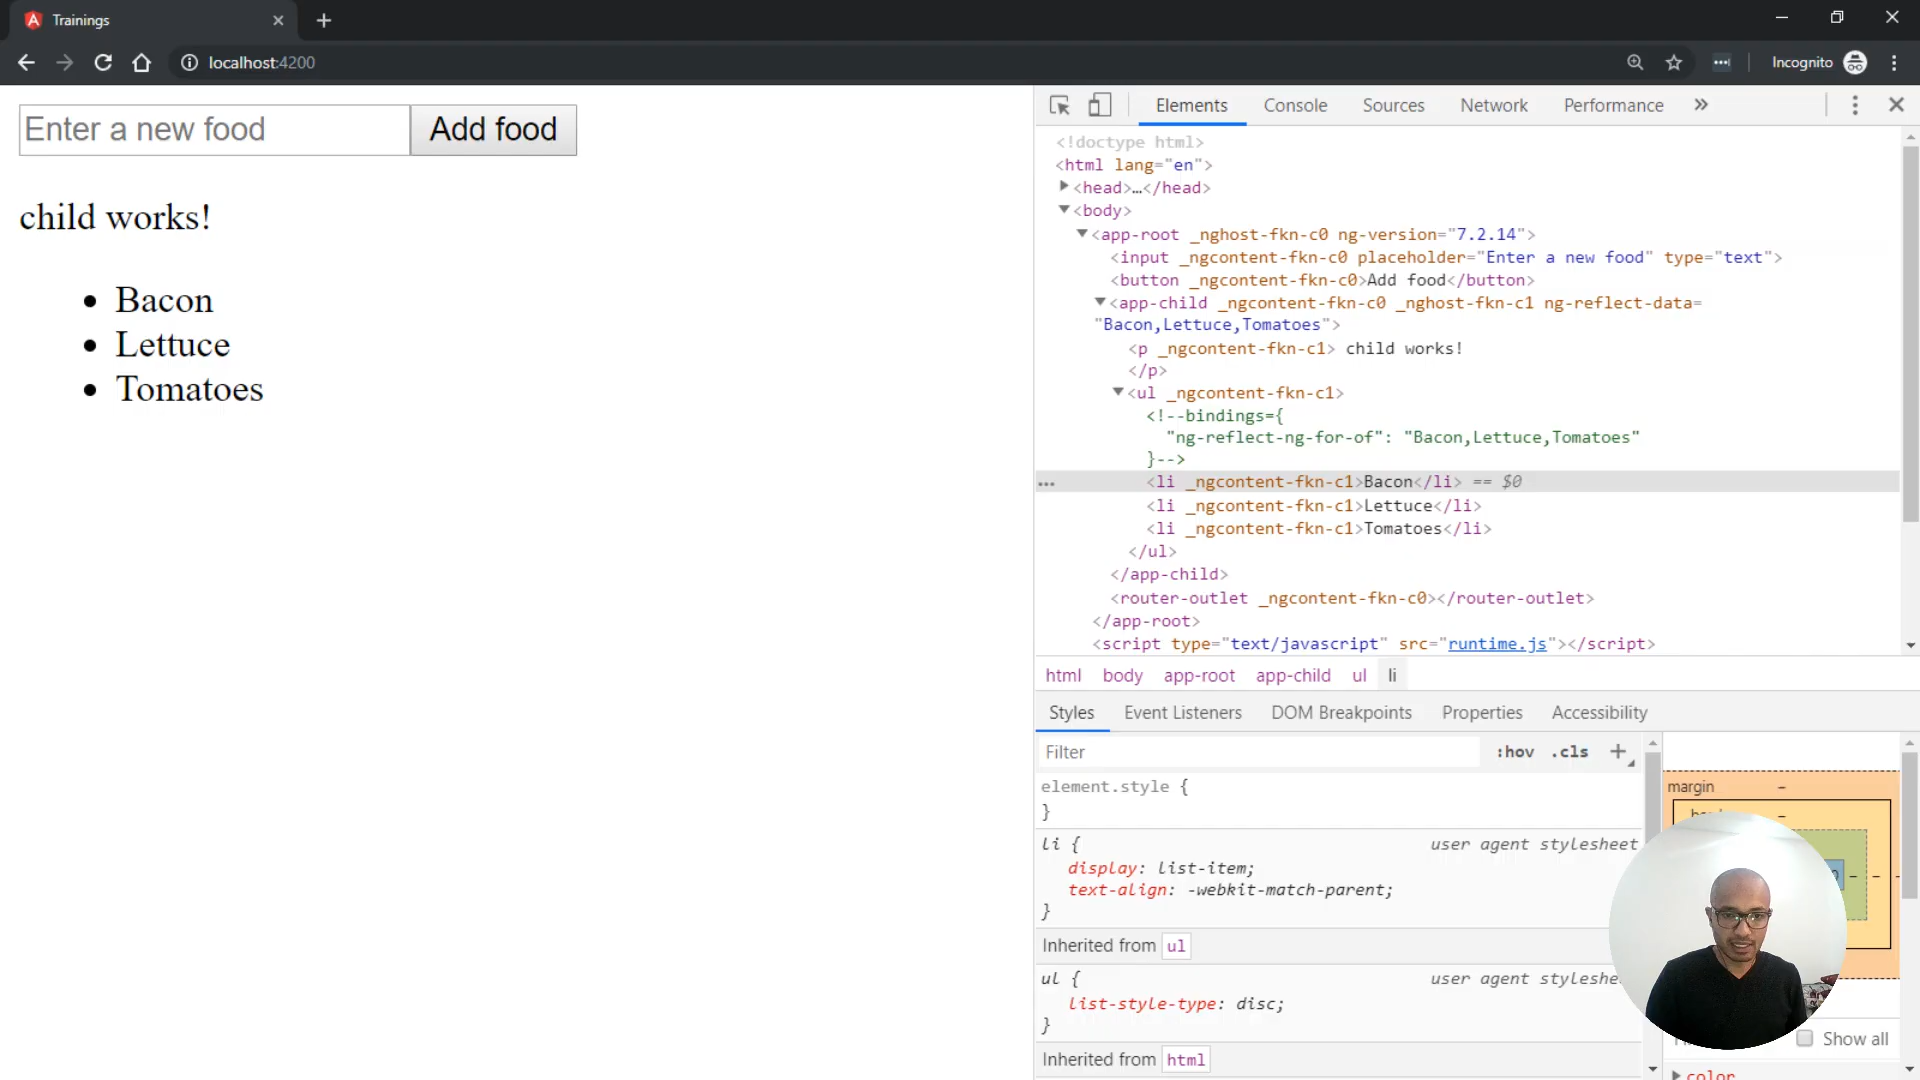 Trainings
localhost:4200
Incognito
Enter a new food
Add food
child works!
Bacon
Lettuce
Tomatoes
Elements
Console
Sources
Network
Performance
<!doctype html>
<html lang="en">
<head>…</head>
<body>
<app-root _nghost-fkn-c0 ng-version="7.2.14">
<input _ngcontent-fkn-c0 placeholder="Enter a new food" type="text">
<button _ngcontent-fkn-c0>Add food</button>
<app-child _ngcontent-fkn-c0 _nghost-fkn-c1 ng-reflect-data=
"Bacon,Lettuce,Tomatoes">
<p _ngcontent-fkn-c1> child works!
</p>
<ul _ngcontent-fkn-c1>
<!--bindings={
"ng-reflect-ng-for-of": "Bacon,Lettuce,Tomatoes"
}-->
<li _ngcontent-fkn-c1>Bacon</li> == $0
<li _ngcontent-fkn-c1>Lettuce</li>
<li _ngcontent-fkn-c1>Tomatoes</li>
</ul>
</app-child>
<router-outlet _ngcontent-fkn-c0></router-outlet>
</app-root>
<script type="text/javascript" src="runtime.js"></script>
html body app-root app-child ul li
Styles
Event Listeners
DOM Breakpoints
Properties
Accessibility
Filter
:hov
.cls
element.style {
}
li {
user agent stylesheet
display: list-item;
text-align: -webkit-match-parent;
}
Inherited from ul
ul {
user agent styleshe
list-style-type: disc;
}
Inherited from html
margin
Show all
color